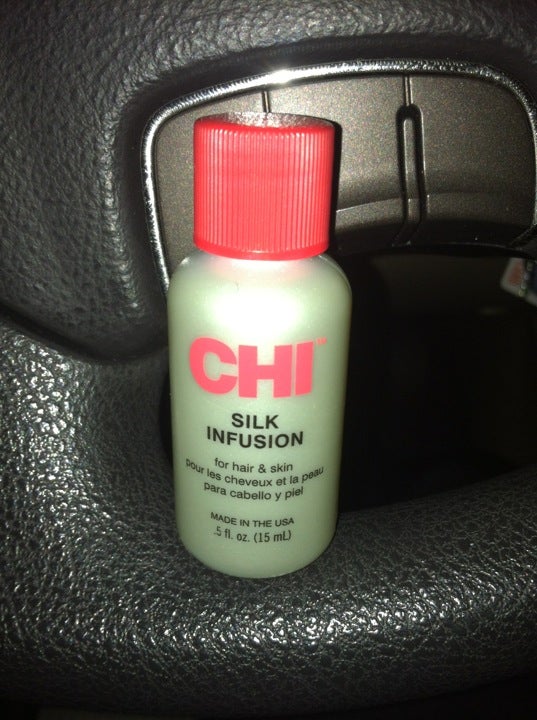 CHI™
SILK
INFUSION
for hair & skin
pour les cheveux et la peau
para cabello y piel
MADE IN THE USA
.5 fl. oz. (15 mL)